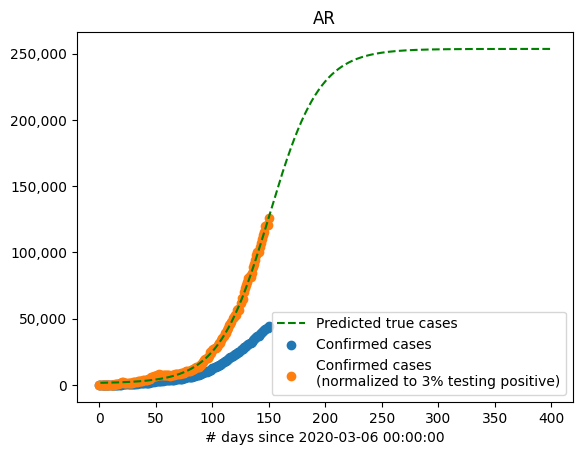 AR
250,000
200,000
150,000
100,000
50,000
0
0 50 100 150 200 250 300 350 400
# days since 2020-03-06 00:00:00
Predicted true cases
Confirmed cases
Confirmed cases
(normalized to 3% testing positive)